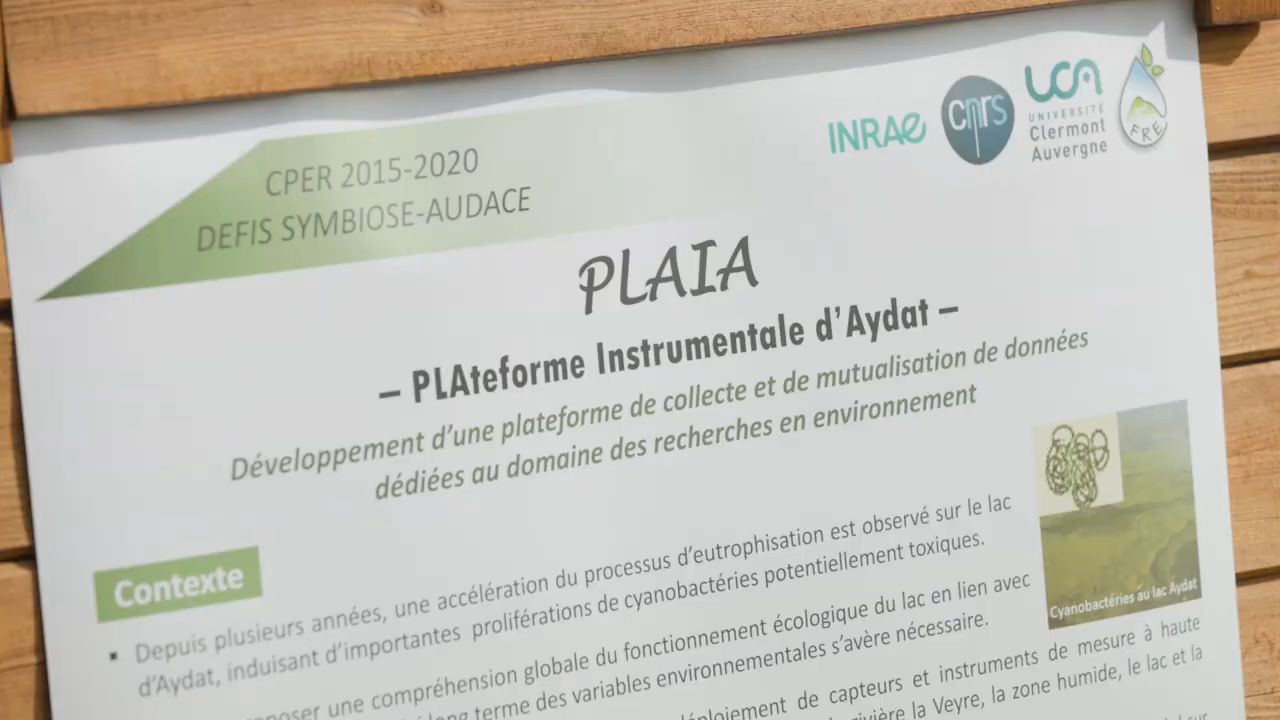 INRAE
cnrs
UCA
UNIVERSITÉ
Clermont
Auvergne
FRE
CPER 2015-2020
DEFIS SYMBIOSE-AUDACE
PLAIA
– PLAteforme Instrumentale d'Aydat –
Développement d'une plateforme de collecte et de mutualisation de données
dédiées au domaine des recherches en environnement
Contexte
▪ Depuis plusieurs années, une accélération du processus d'eutrophisation est observé sur le lac
d'Aydat, induisant d'importantes proliférations de cyanobactéries potentiellement toxiques.
Cyanobactéries au lac Aydat
une compréhension globale du fonctionnement écologique du lac en lien avec
long terme des variables environnementales s'avère nécessaire.
de capteurs et instruments de mesure à haute
la Veyre, la zone humide, le lac et la